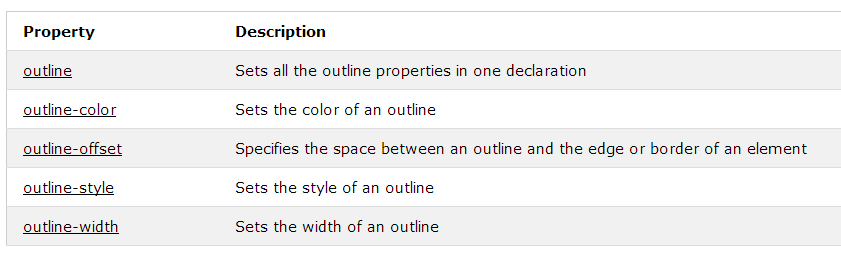 Property Description
outline Sets all the outline properties in one declaration
outline-color Sets the color of an outline
outline-offset Specifies the space between an outline and the edge or border of an element
outline-style Sets the style of an outline
outline-width Sets the width of an outline